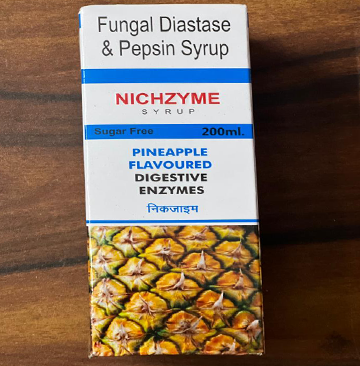 Fungal Diastase
& Pepsin Syrup
NICHZYME
SYRUP
Sugar Free 200ml.
PINEAPPLE
FLAVOURED
DIGESTIVE
ENZYMES
निकजाइम